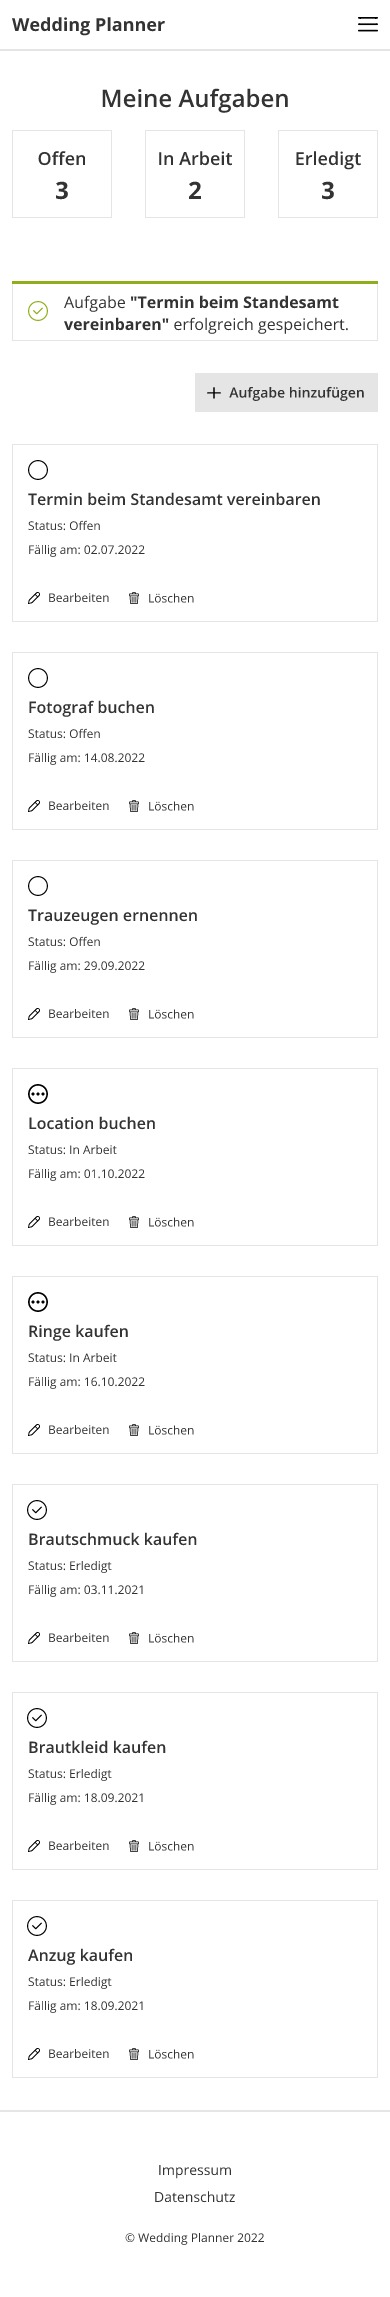 Wedding Planner
Meine Aufgaben
Offen
3
In Arbeit
2
Erledigt
3
Aufgabe "Termin beim Standesamt
vereinbaren" erfolgreich gespeichert.
Aufgabe hinzufügen
Termin beim Standesamt vereinbaren
Status: Offen
Fällig am: 02.07.2022
Bearbeiten Löschen
Fotograf buchen
Status: Offen
Fällig am: 14.08.2022
Bearbeiten Löschen
Trauzeugen ernennen
Status: Offen
Fällig am: 29.09.2022
Bearbeiten Löschen
Location buchen
Status: In Arbeit
Fällig am: 01.10.2022
Bearbeiten Löschen
Ringe kaufen
Status: In Arbeit
Fällig am: 16.10.2022
Bearbeiten Löschen
Brautschmuck kaufen
Status: Erledigt
Fällig am: 03.11.2021
Bearbeiten Löschen
Brautkleid kaufen
Status: Erledigt
Fällig am: 18.09.2021
Bearbeiten Löschen
Anzug kaufen
Status: Erledigt
Fällig am: 18.09.2021
Bearbeiten Löschen
Impressum
Datenschutz
© Wedding Planner 2022